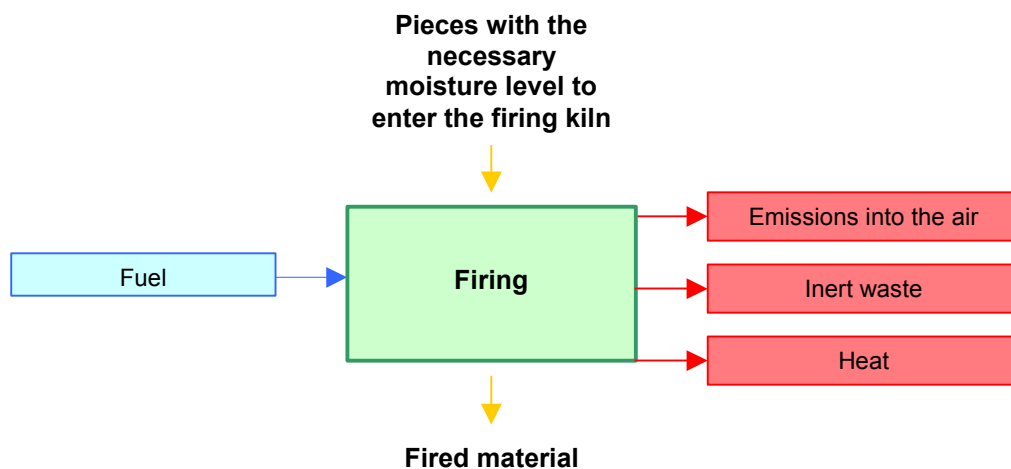 Pieces with the
necessary
moisture level to
enter the firing kiln
Emissions into the air
Fuel
Firing
Inert waste
Heat
Fired material